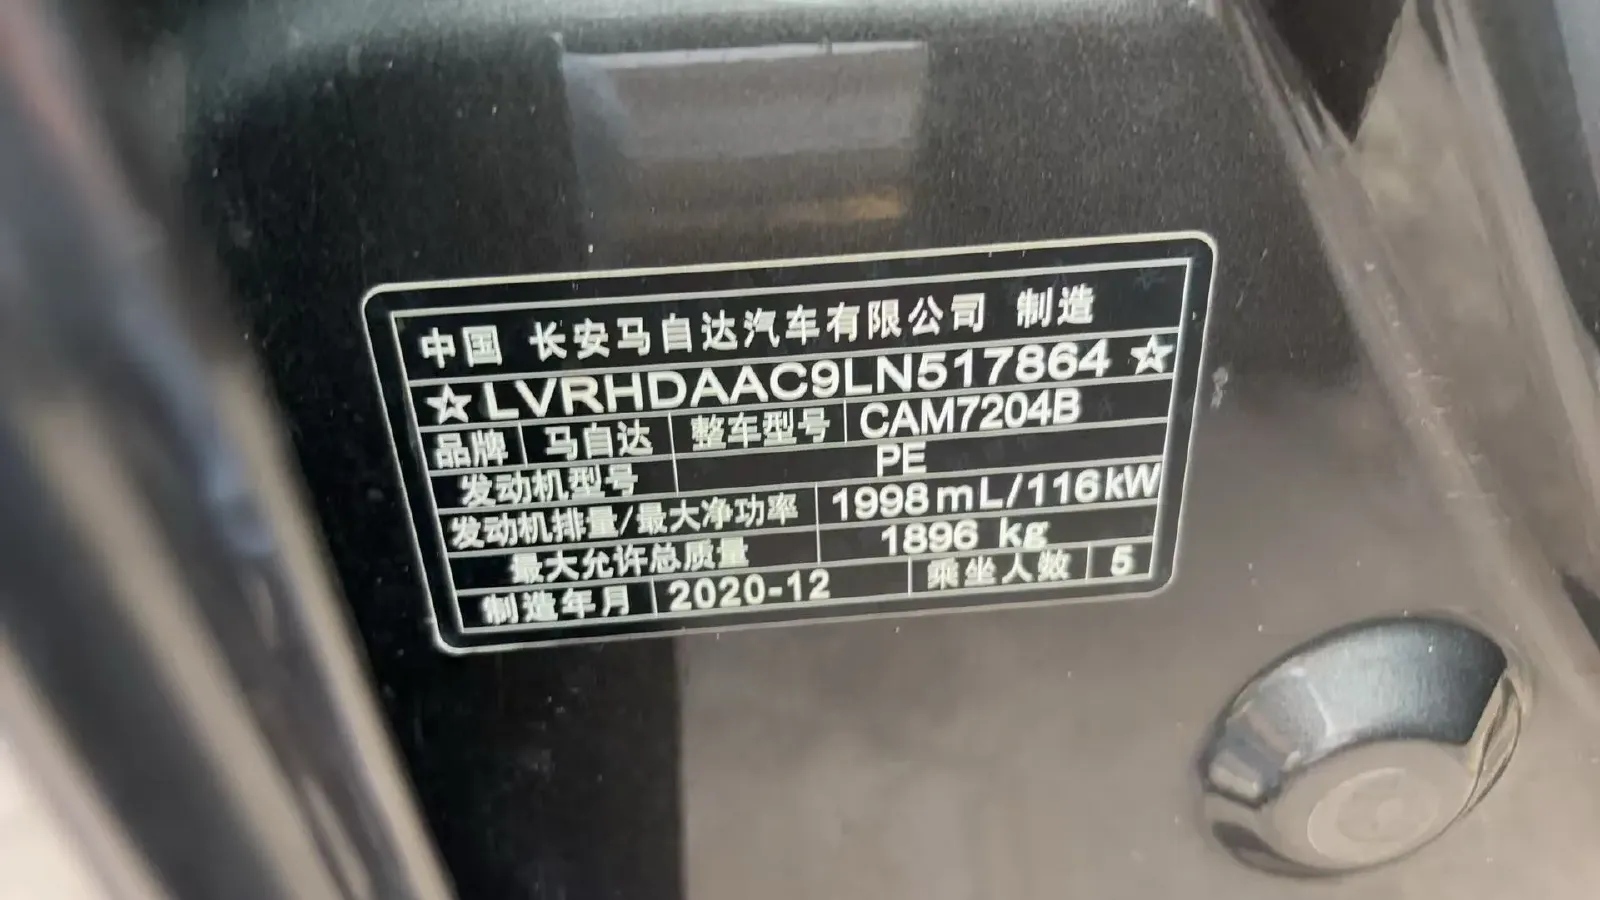 中国 长安马自达汽车有限公司 制造
☆LVRHDAAC9LN517864☆
品牌 马自达 整车型号 CAM7204B
发动机型号 PE
发动机排量/最大净功率 1998mL/116kW
最大允许总质量 1896 kg
制造年月 2020-12 乘坐人数 5